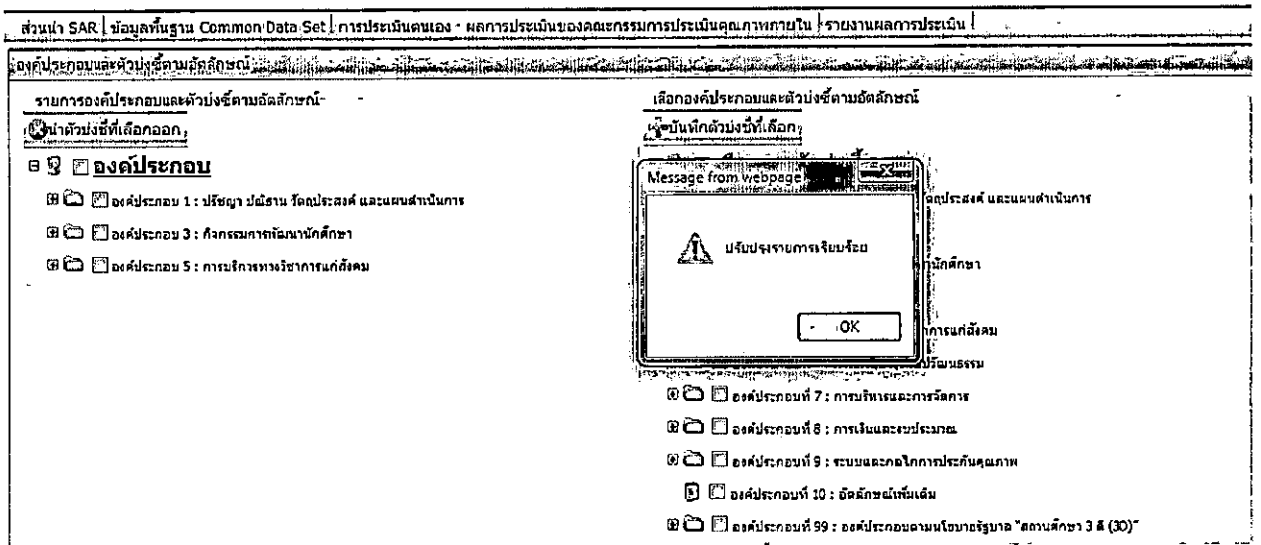 ส่วนนำ SAR ข้อมูลพื้นฐาน Common Data Set การประเมินตนเอง - ผลการประเมินของคณะกรรมการประเมินคุณภาพภายใน รายงานผลการประเมิน
องค์ประกอบและตัวบ่งชี้ตามอัตลักษณ์
รายการองค์ประกอบและตัวบ่งชี้ตามอัตลักษณ์
นำตัวบ่งชี้ที่เลือกออก
องค์ประกอบ
องค์ประกอบ 1 : ปรัชญา ปณิธาน วัตถุประสงค์ และแผนดำเนินการ
องค์ประกอบ 3 : กิจกรรมการพัฒนานักศึกษา
องค์ประกอบ 5 : การบริการทางวิชาการแก่สังคม
เลือกองค์ประกอบและตัวบ่งชี้ตามอัตลักษณ์
บันทึกตัวบ่งชี้ที่เลือก
Message from webpage
ปรับปรุงรายการเรียบร้อย
OK
วัตถุประสงค์ และแผนดำเนินการ
นักศึกษา
การแก่สังคม
องค์ประกอบที่ 7 : การบริหารและการจัดการ
องค์ประกอบที่ 8 : การเงินและงบประมาณ
องค์ประกอบที่ 9 : ระบบและกลไกการประกันคุณภาพ
องค์ประกอบที่ 10 : อัตลักษณ์เพิ่มเติม
องค์ประกอบที่ 99 : องค์ประกอบตามนโยบายรัฐบาล "สถานศึกษา 3 ดี (3D)"